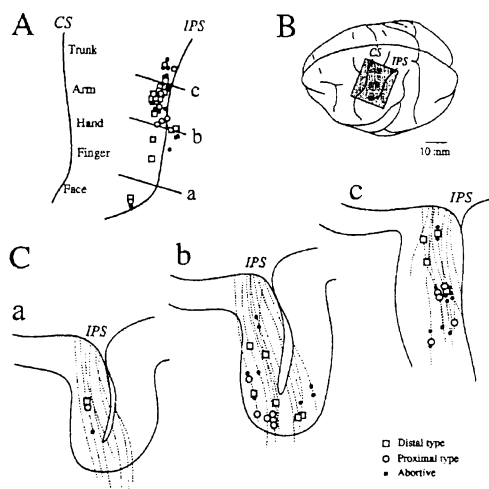 A
CS
IPS
Trunk
Arm
Hand
Finger
Face
c
b
a
B
CS
IPS
10 mm
C
a
IPS
b
IPS
c
IPS
Distal type
Proximal type
Abortive